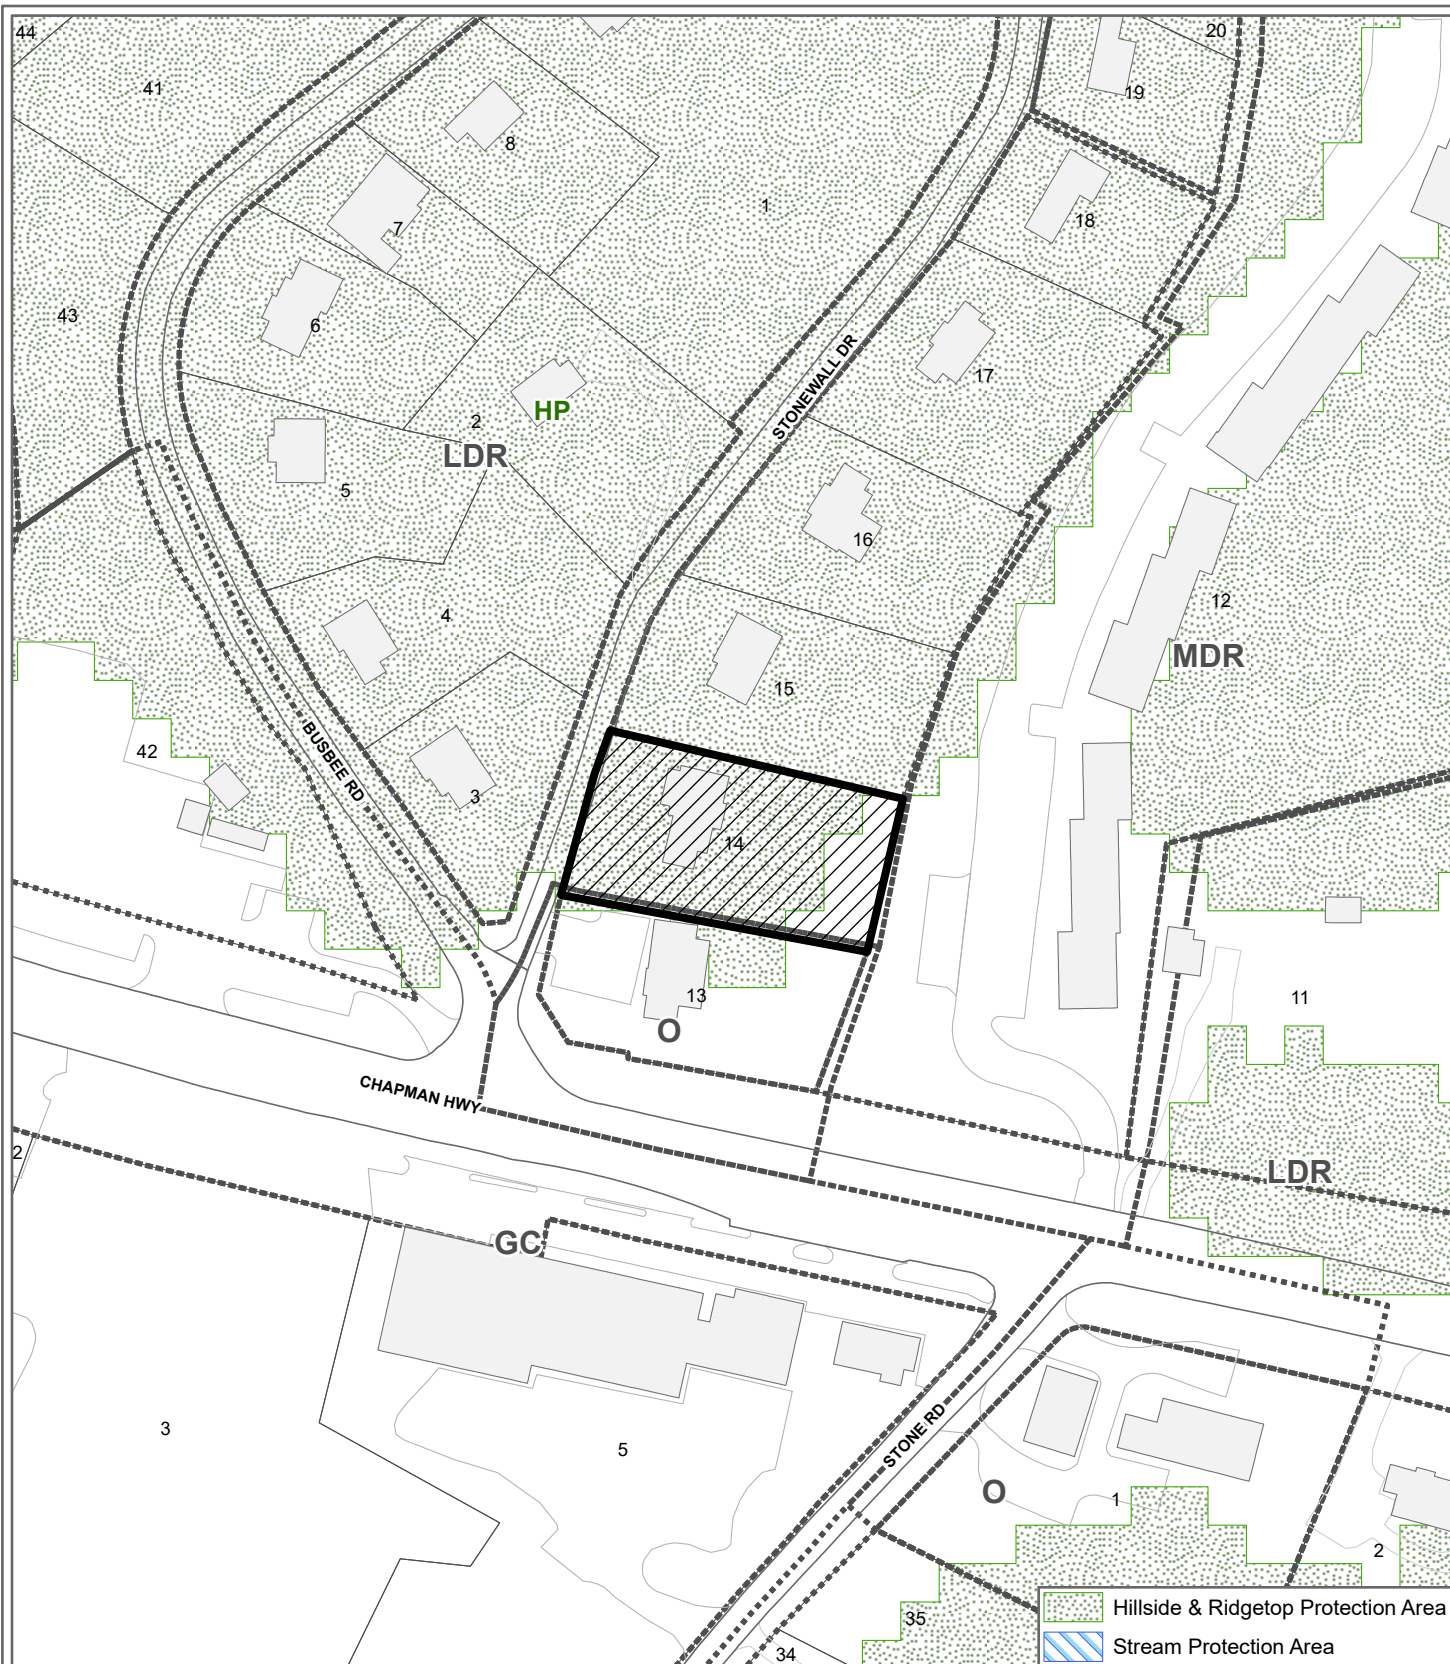 44
20
41
19
8
1
18
7
43
6
STONEWALL DR
17
2
HP
LDR
5
16
12
4
MDR
15
BUSBEE RD
42
3
14
13
11
O
CHAPMAN HWY
2
LDR
GC
3
5
STONE RD
O
1
2
35
34
Hillside & Ridgetop Protection Area
Stream Protection Area